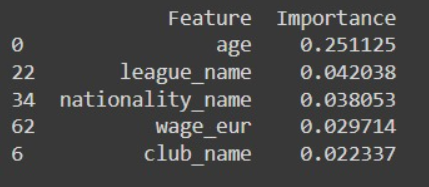 Feature Importance
0 age 0.251125
22 league_name 0.042038
34 nationality_name 0.038053
62 wage_eur 0.029714
6 club_name 0.022337